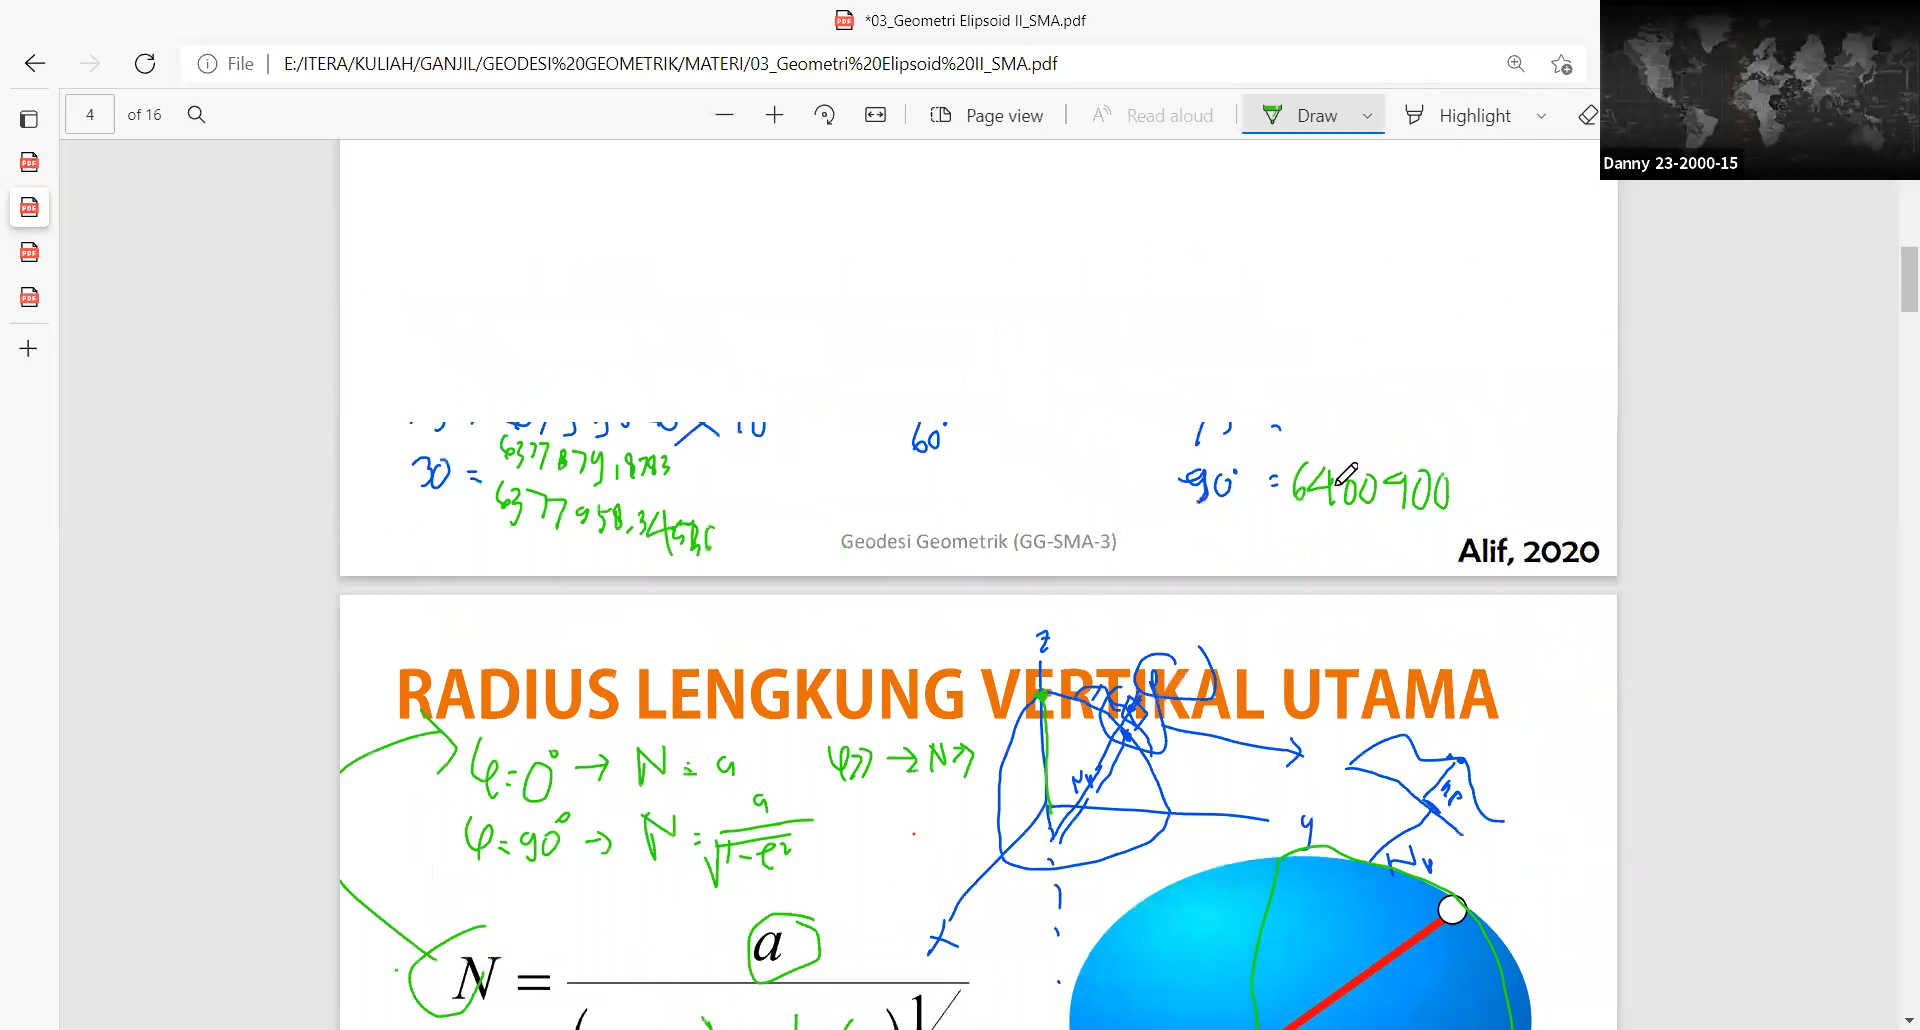 *03_Geometri Elipsoid II_SMA.pdf
File | E:/ITERA/KULIAH/GANJIL/GEODESI%20GEOMETRIK/MATERI/03_Geometri%20Elipsoid%20II_SMA.pdf
4 of 16
Page view
Read aloud
Draw
Highlight
Danny 23-2000-15
60°
6377879,18783
30 =
90° = 6400900
6377958,34586
Geodesi Geometrik (GG-SMA-3)
Alif, 2020
z
RADIUS LENGKUNG VERTIKAL UTAMA
φ=0° → N = a
φ>> → N>>
φ=90° → N = a / √1-e²
y
x
N = a